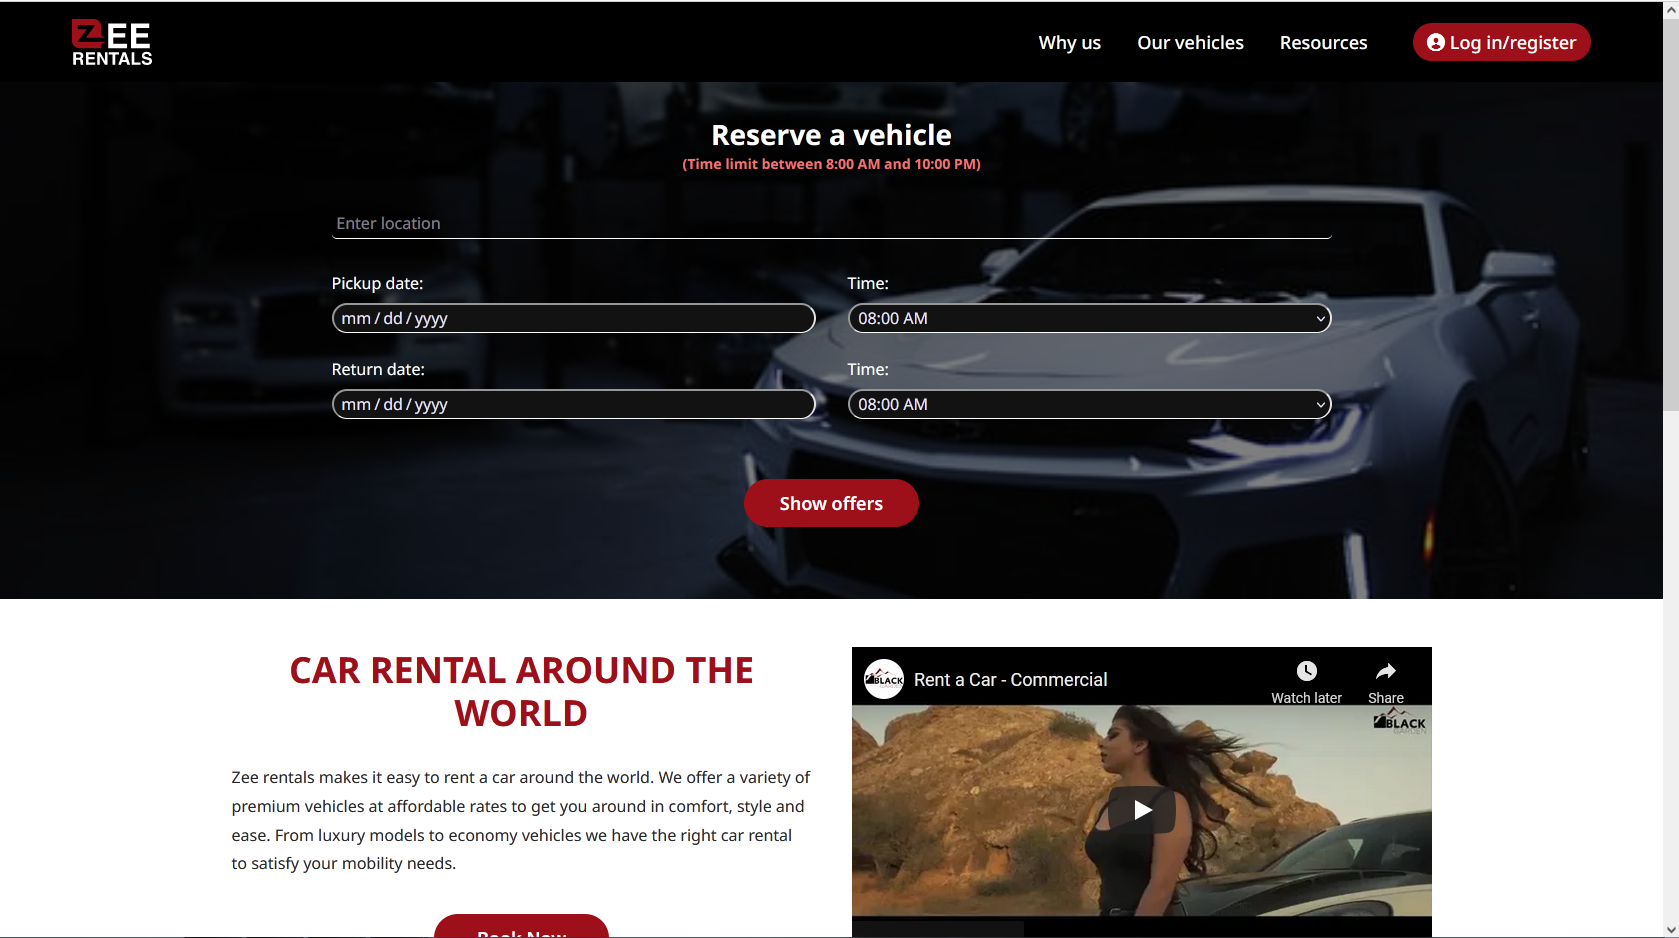 ZEE
RENTALS
Why us
Our vehicles
Resources
Log in/register
Reserve a vehicle
(Time limit between 8:00 AM and 10:00 PM)
Enter location
Pickup date:
Time:
mm / dd / yyyy
08:00 AM
Return date:
Time:
mm / dd / yyyy
08:00 AM
Show offers
CAR RENTAL AROUND THE
WORLD
Zee rentals makes it easy to rent a car around the world. We offer a variety of
premium vehicles at affordable rates to get you around in comfort, style and
ease. From luxury models to economy vehicles we have the right car rental
to satisfy your mobility needs.
Book Now
BLACK
GARDEN
Rent a Car - Commercial
Watch later
Share
BLACK
GARDEN